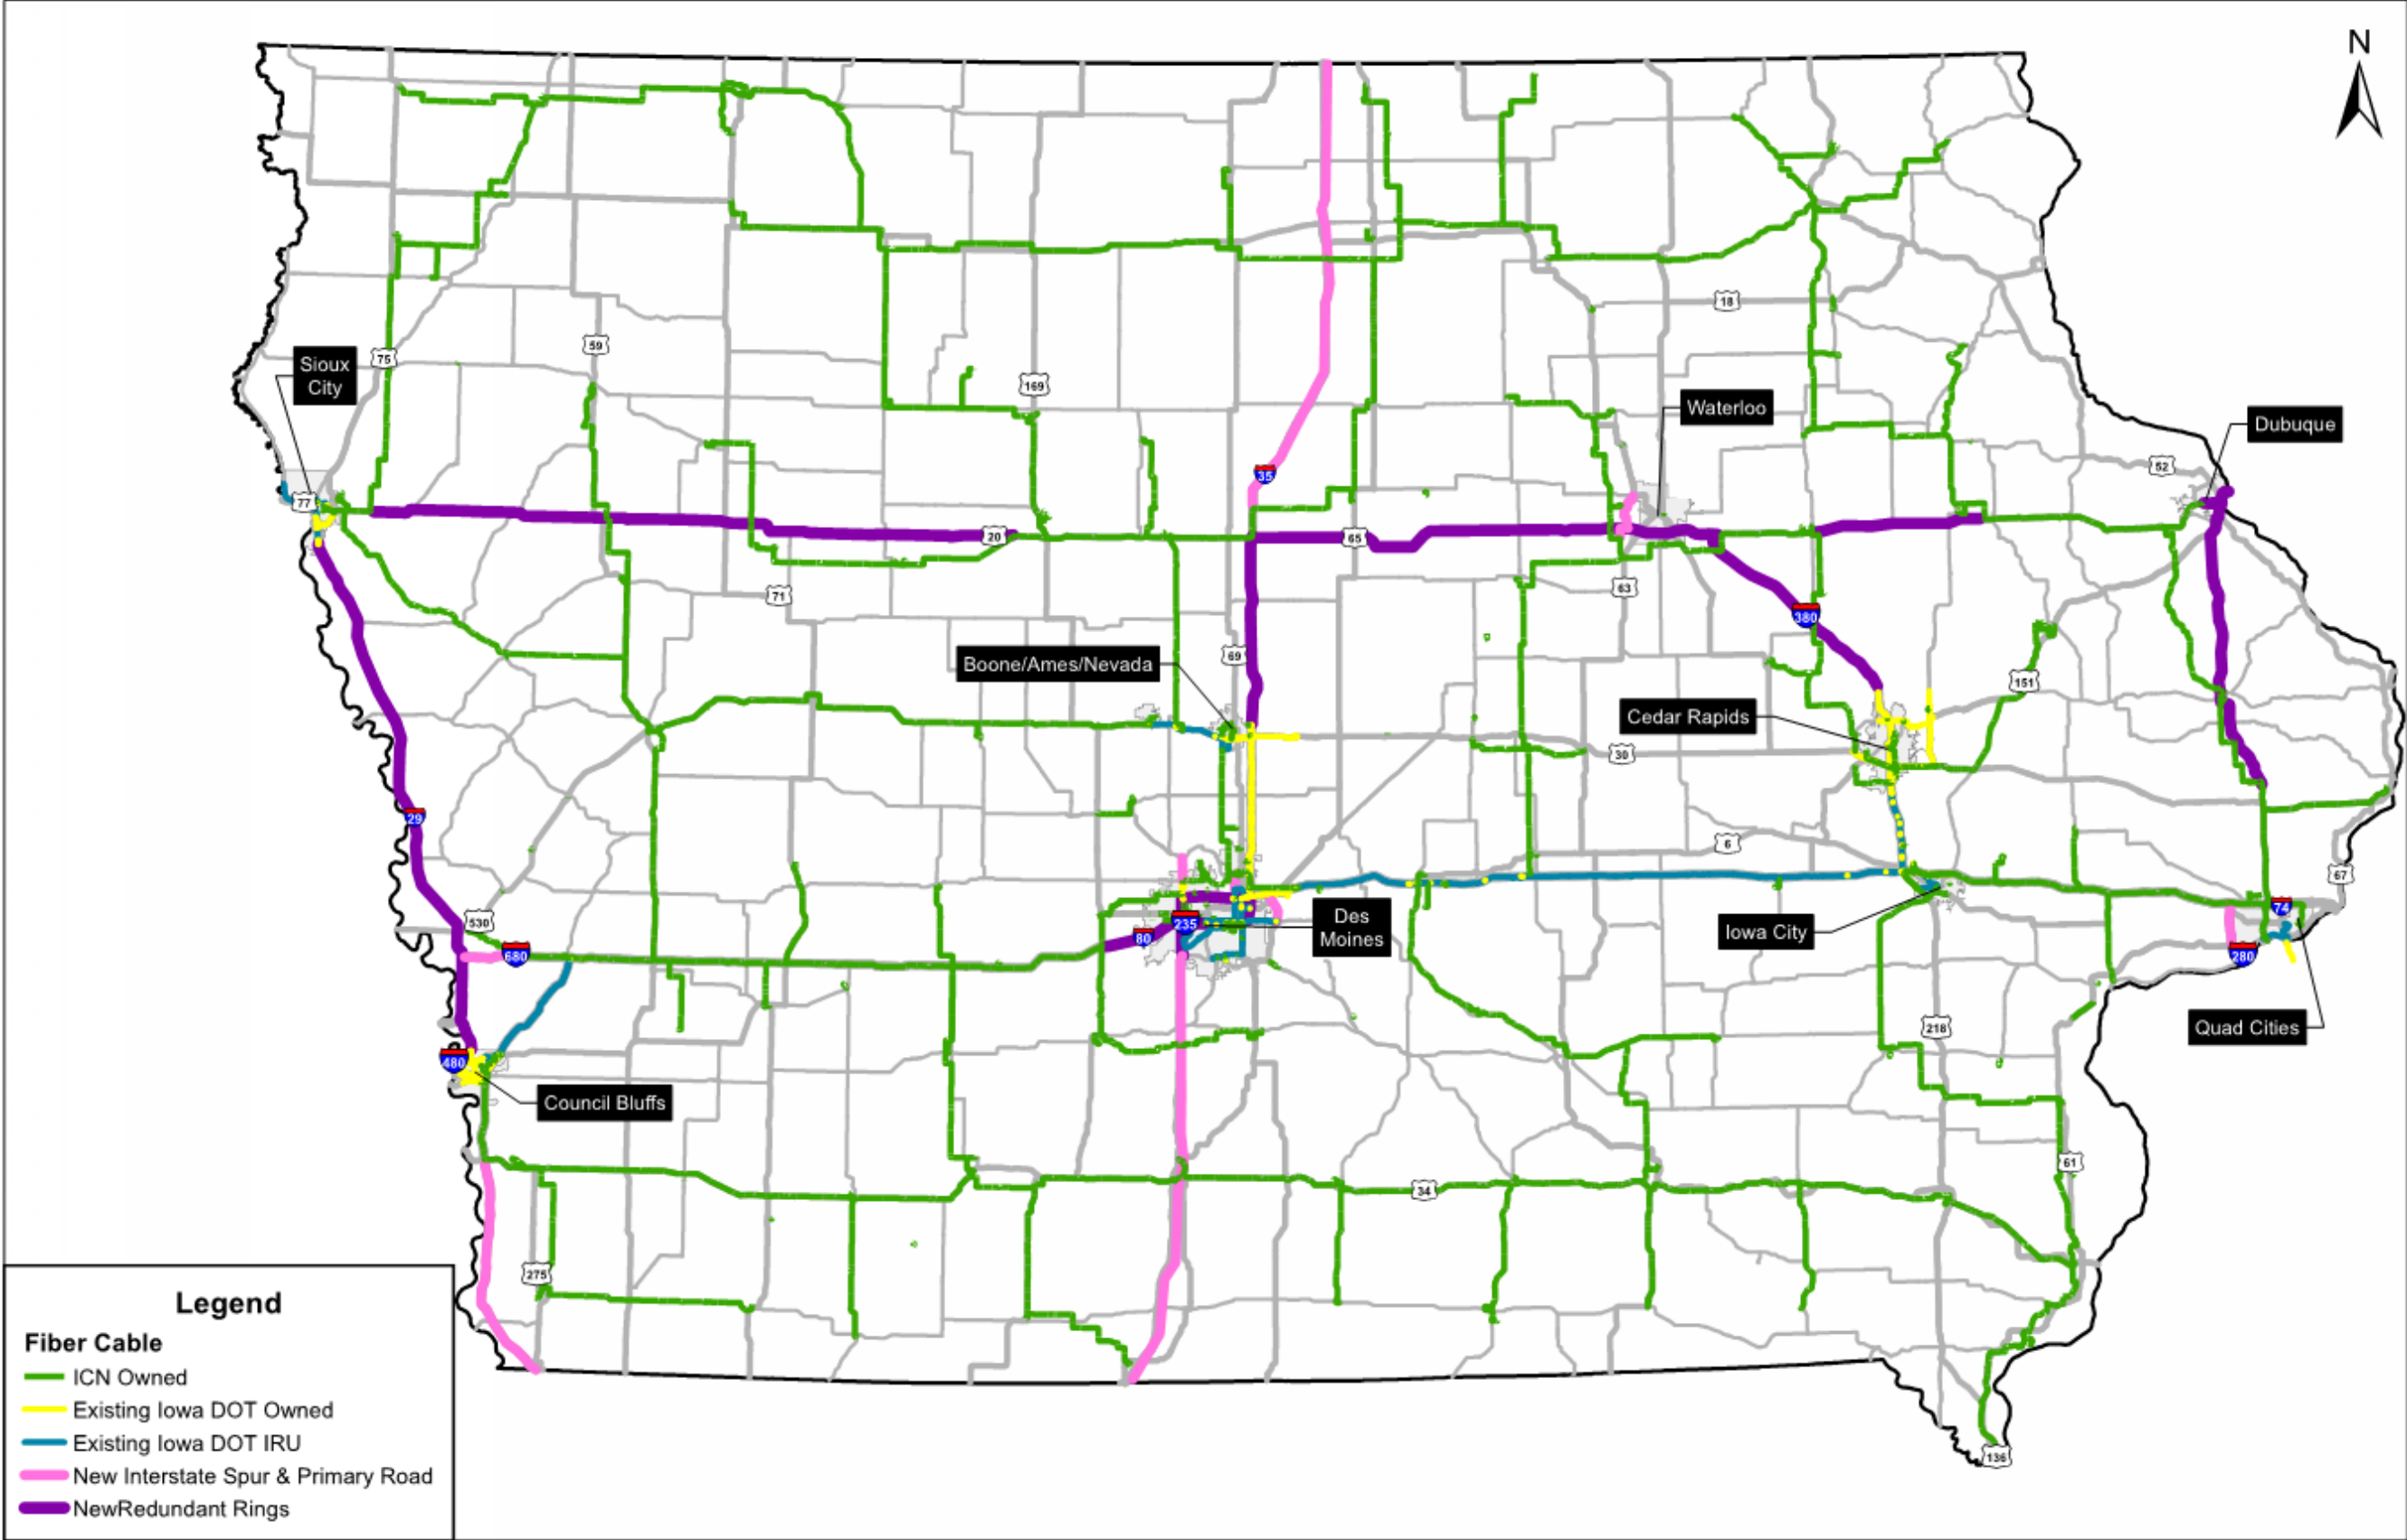 N
18
75
59
Sioux
City
169
Waterloo
Dubuque
52
35
77
20
65
71
63
380
Boone/Ames/Nevada
69
151
Cedar Rapids
30
29
6
67
530
Des
Moines
235
80
Iowa City
74
680
280
218
Quad Cities
480
Council Bluffs
61
34
275
136
Legend
Fiber Cable
ICN Owned
Existing Iowa DOT Owned
Existing Iowa DOT IRU
New Interstate Spur & Primary Road
NewRedundant Rings